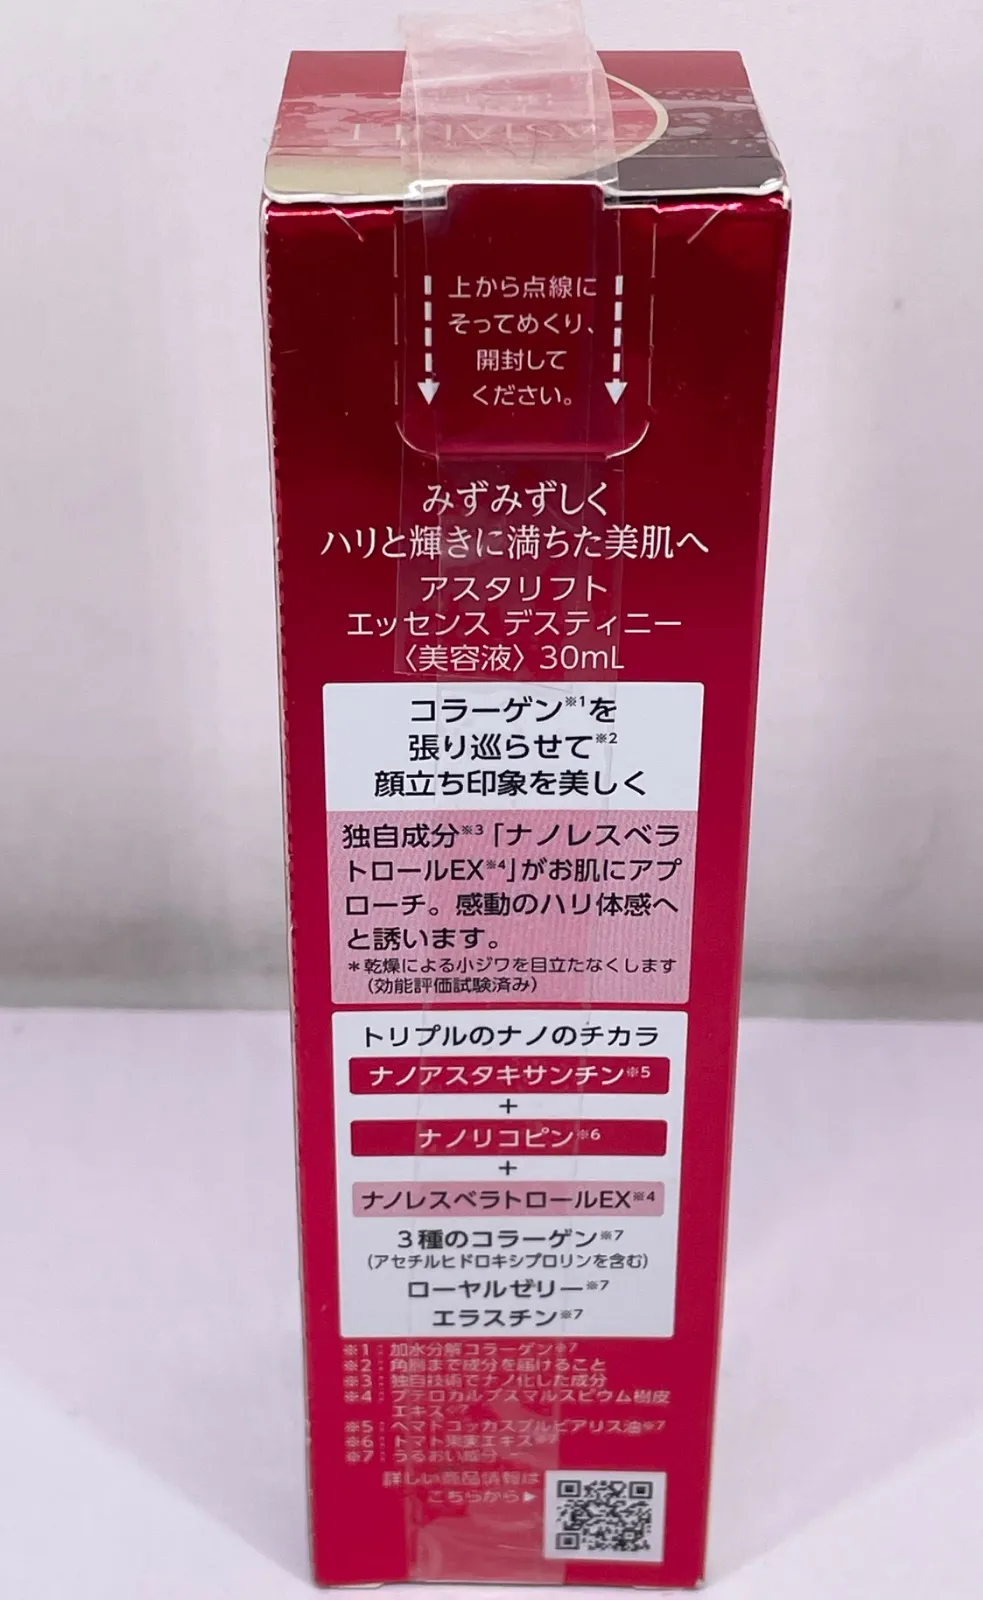 ASTALIFT
上から点線に
そってめくり、
開封して
ください。
みずみずしく
ハリと輝きに満ちた美肌へ
アスタリフト
エッセンス デスティニー
〈美容液〉30mL
コラーゲン※1を
張り巡らせて※2
顔立ち印象を美しく
独自成分※3「ナノレスベラ
トロールEX※4」がお肌にアプ
ローチ。感動のハリ体感へ
と誘います。
＊乾燥による小ジワを目立たなくします
（効能評価試験済み）
トリプルのナノのチカラ
ナノアスタキサンチン※5
+
ナノリコピン※6
+
ナノレスベラトロールEX※4
3種のコラーゲン※7
（アセチルヒドロキシプロリンを含む）
ローヤルゼリー※7
エラスチン※7
※1：加水分解コラーゲン※7
※2：角層まで成分を届けること
※3：独自技術でナノ化した成分
※4：プテロカルプスマルスピウム樹皮
エキス※7
※5：ヘマトコッカスプルビアリス油※7
※6：トマト果実エキス※7
※7：うるおい成分
詳しい商品情報は
こちらから▶